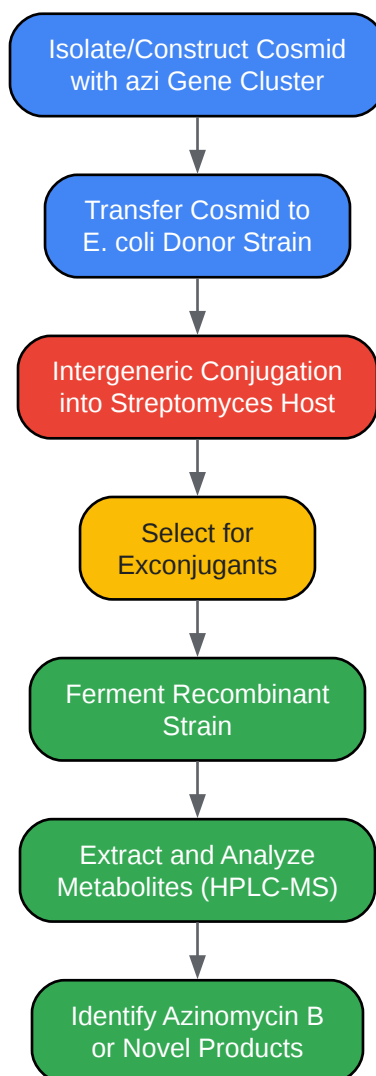 Isolate/Construct Cosmid
with azi Gene Cluster
Transfer Cosmid to
E. coli Donor Strain
Intergeneric Conjugation
into Streptomyces Host
Select for
Exconjugants
Ferment Recombinant
Strain
Extract and Analyze
Metabolites (HPLC-MS)
Identify Azinomycin B
or Novel Products